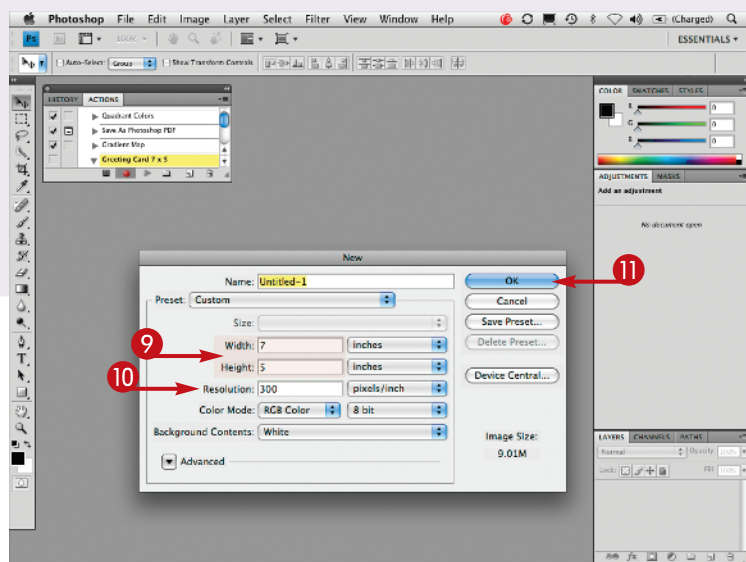 Photoshop File Edit Image Layer Select Filter View Window Help (Charged)
Ps 100% ESSENTIALS
Auto-Select: Group Show Transform Controls
HISTORY ACTIONS
Quadrant Colors
Save As Photoshop PDF
Gradient Map
Greeting Card 7 x 5
COLOR SWATCHES STYLES
R 0
G 0
B 0
ADJUSTMENTS MASKS
Add an adjustment
No document open
New
Name: Untitled-1
Preset: Custom
Size:
9 Width: 7 inches
Height: 5 inches
10 Resolution: 300 pixels/inch
Color Mode: RGB Color 8 bit
Background Contents: White
Advanced
OK 11
Cancel
Save Preset...
Delete Preset...
Device Central...
Image Size:
9.01M
LAYERS CHANNELS PATHS
Normal Opacity: 100%
Lock: Fill: 100%